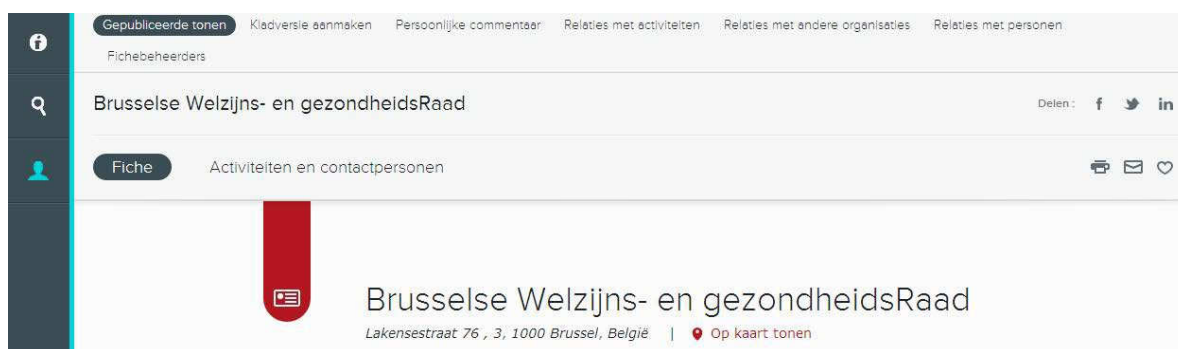 Gepubliceerde tonen Kladversie aanmaken Persoonlijke commentaar Relaties met activiteiten Relaties met andere organisaties Relaties met personen
Fichebeheerders
Brusselse Welzijns- en gezondheidsRaad Delen :
Fiche Activiteiten en contactpersonen
Brusselse Welzijns- en gezondheidsRaad
Lakensestraat 76 , 3, 1000 Brussel, België | Op kaart tonen